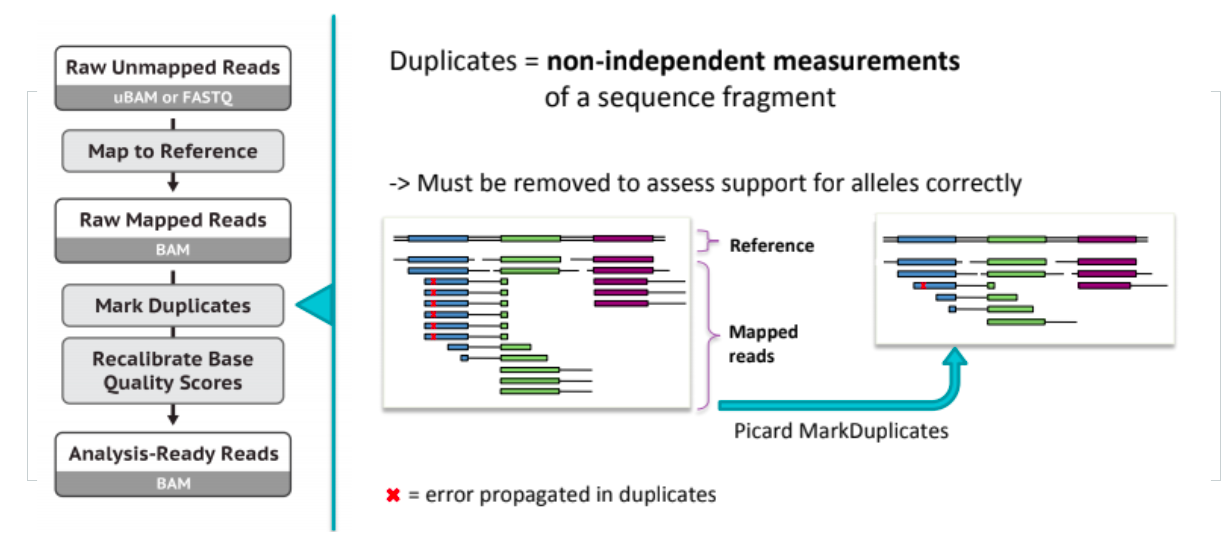 Raw Unmapped Reads
uBAM or FASTQ
Map to Reference
Raw Mapped Reads
BAM
Mark Duplicates
Recalibrate Base
Quality Scores
Analysis-Ready Reads
BAM
Duplicates = non-independent measurements
of a sequence fragment
-> Must be removed to assess support for alleles correctly
Reference
Mapped
reads
Picard MarkDuplicates
✖ = error propagated in duplicates